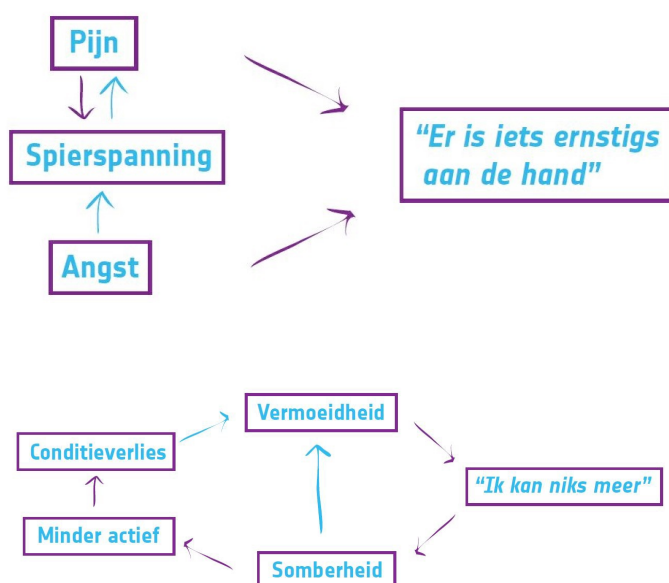 Pijn
Spierspanning
Angst
“Er is iets ernstigs
aan de hand”
Vermoeidheid
Conditieverlies
“Ik kan niks meer”
Minder actief
Somberheid